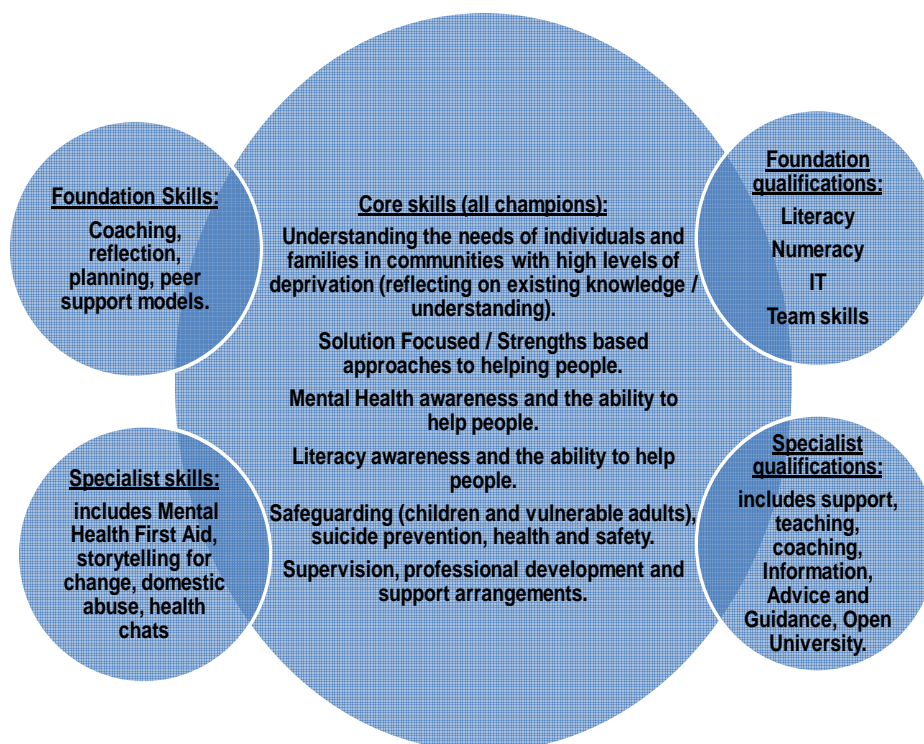 Foundation Skills:
Coaching,
reflection,
planning, peer
support models.
Core skills (all champions):
Understanding the needs of individuals and
families in communities with high levels of
deprivation (reflecting on existing knowledge /
understanding).
Solution Focused / Strengths based
approaches to helping people.
Mental Health awareness and the ability to
help people.
Literacy awareness and the ability to help
people.
Safeguarding (children and vulnerable adults),
suicide prevention, health and safety.
Supervision, professional development and
support arrangements.
Foundation
qualifications:
Literacy
Numeracy
IT
Team skills
Specialist skills:
includes Mental
Health First Aid,
storytelling for
change, domestic
abuse, health
chats
Specialist
qualifications:
includes support,
teaching,
coaching,
Information,
Advice and
Guidance, Open
University.